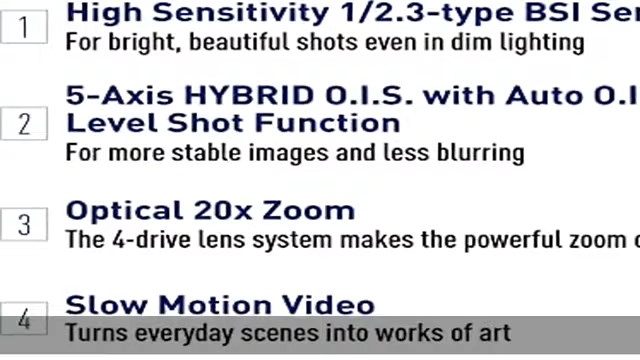 1
High Sensitivity 1/2.3-type BSI Se
For bright, beautiful shots even in dim lighting
2
5-Axis HYBRID O.I.S. with Auto O.I
Level Shot Function
For more stable images and less blurring
3
Optical 20x Zoom
The 4-drive lens system makes the powerful zoom
4
Slow Motion Video
Turns everyday scenes into works of art